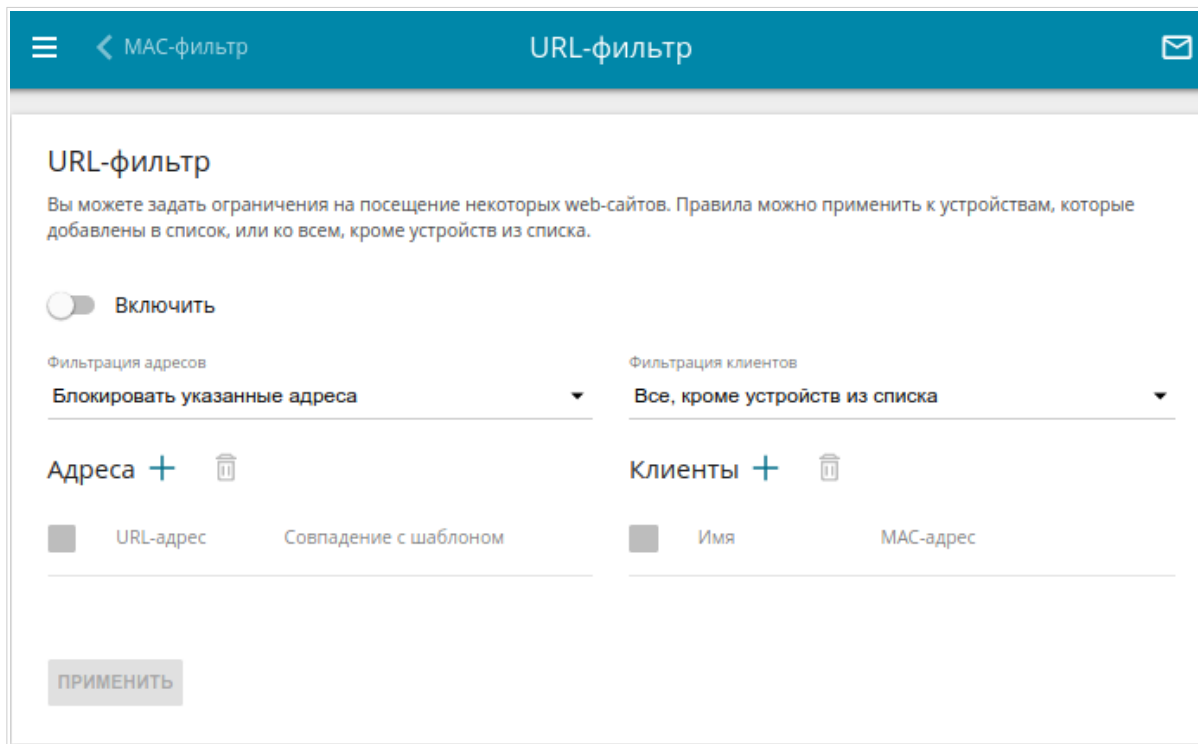 МАС-фильтр
URL-фильтр
URL-фильтр
Вы можете задать ограничения на посещение некоторых web-сайтов. Правила можно применить к устройствам, которые
добавлены в список, или ко всем, кроме устройств из списка.
Включить
Фильтрация адресов
Фильтрация клиентов
Блокировать указанные адреса
Все, кроме устройств из списка
Адреса
Клиенты
URL-адрес
Совпадение с шаблоном
Имя
MAC-адрес
ПРИМЕНИТЬ